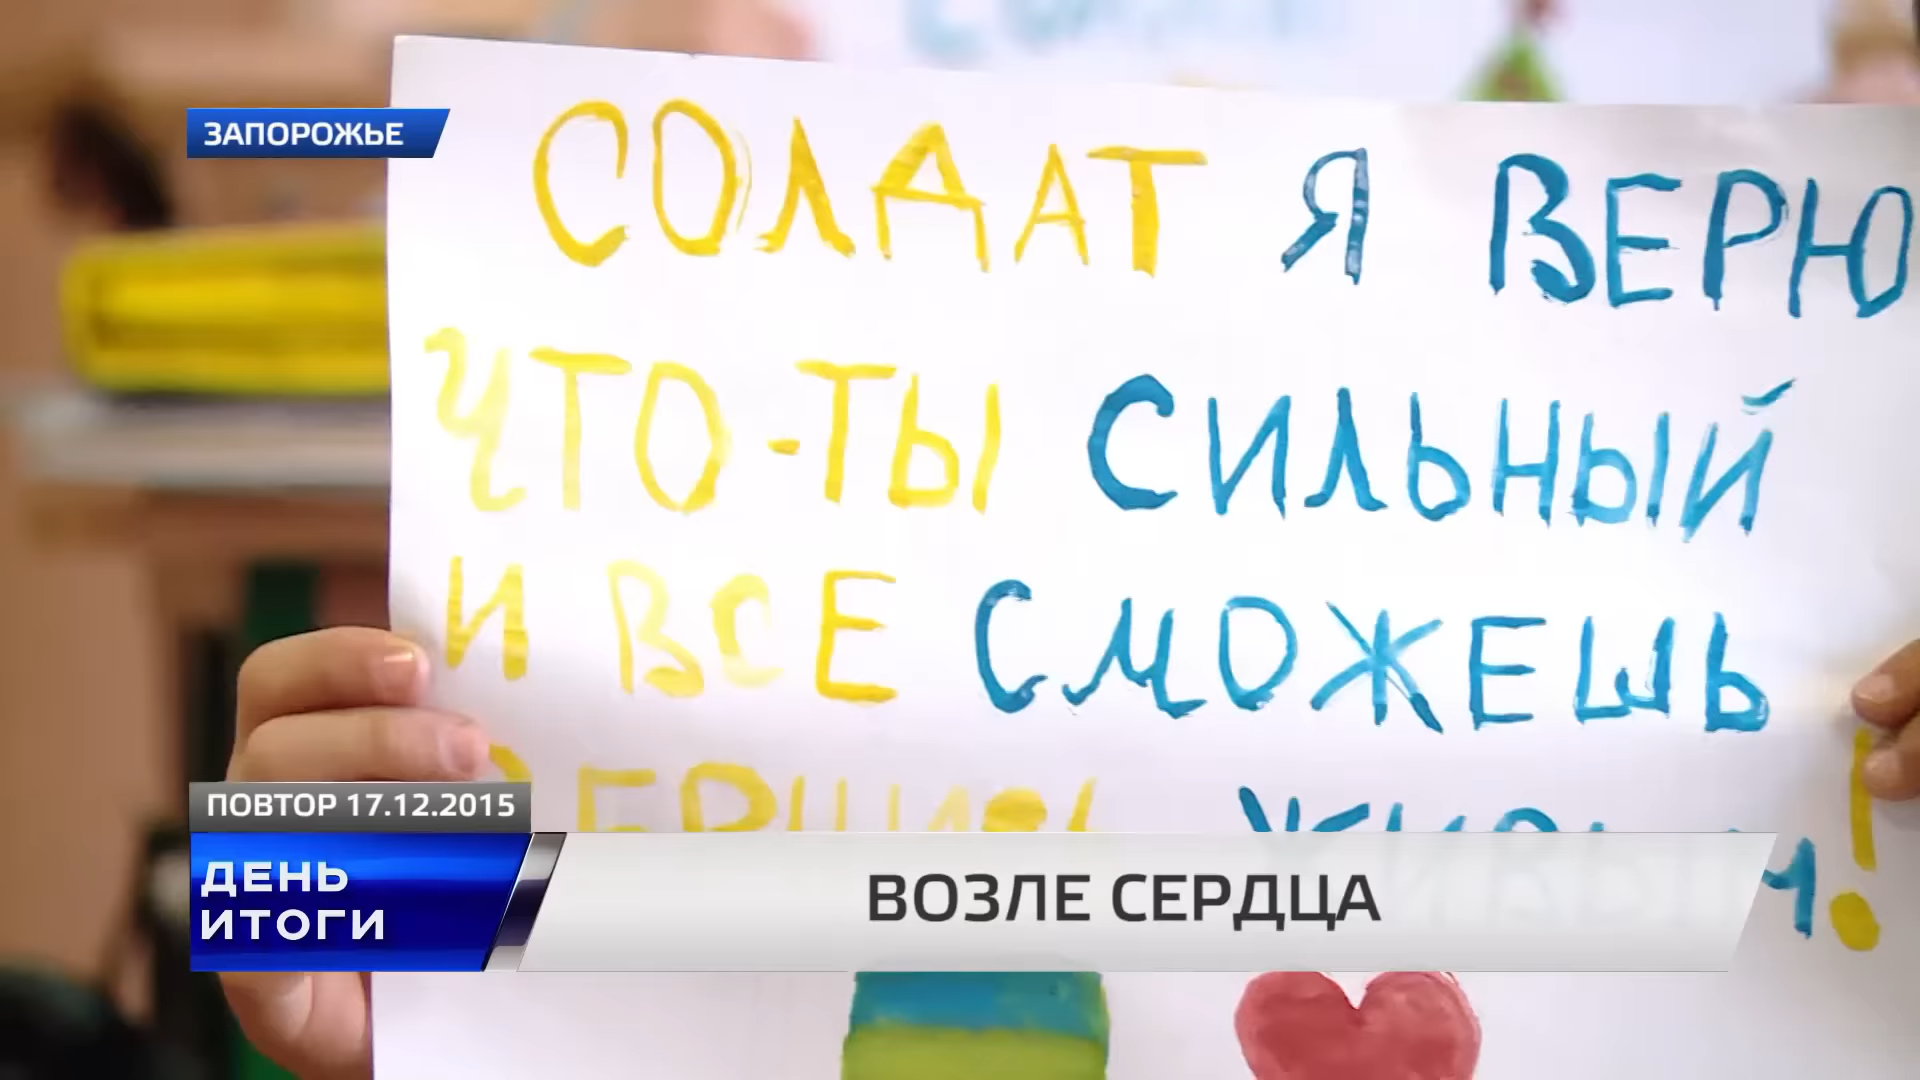 ЗАПОРОЖЬЕ
СОЛДАТ Я ВЕРЮ
ЧТО-ТЫ СИЛЬНЫЙ
И ВСЕ СМОЖЕШЬ
ПОВТОР 17.12.2015
ДЕНЬ
ИТОГИ
ВОЗЛЕ СЕРДЦА